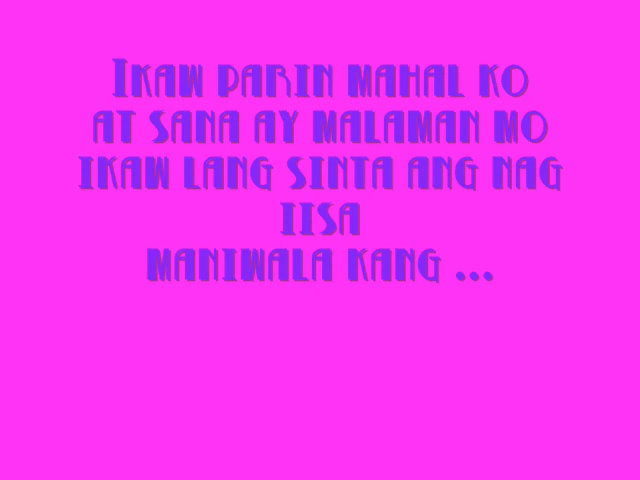 Ikaw parin mahal ko
at sana ay malaman mo
ikaw lang sinta ang nag
iisa
maniwala kang ...